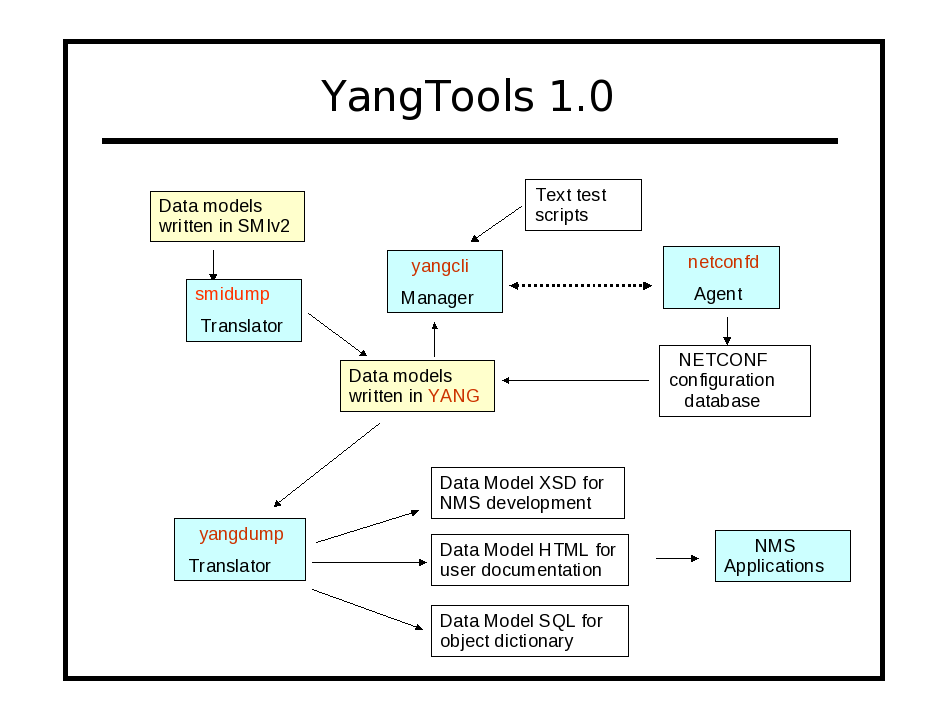 YangTools 1.0
Data models
written in SMIv2
Text test
scripts
smidump
Translator
yangcli
Manager
netconfd
Agent
Data models
written in YANG
NETCONF
configuration
database
yangdump
Translator
Data Model XSD for
NMS development
Data Model HTML for
user documentation
Data Model SQL for
object dictionary
NMS
Applications